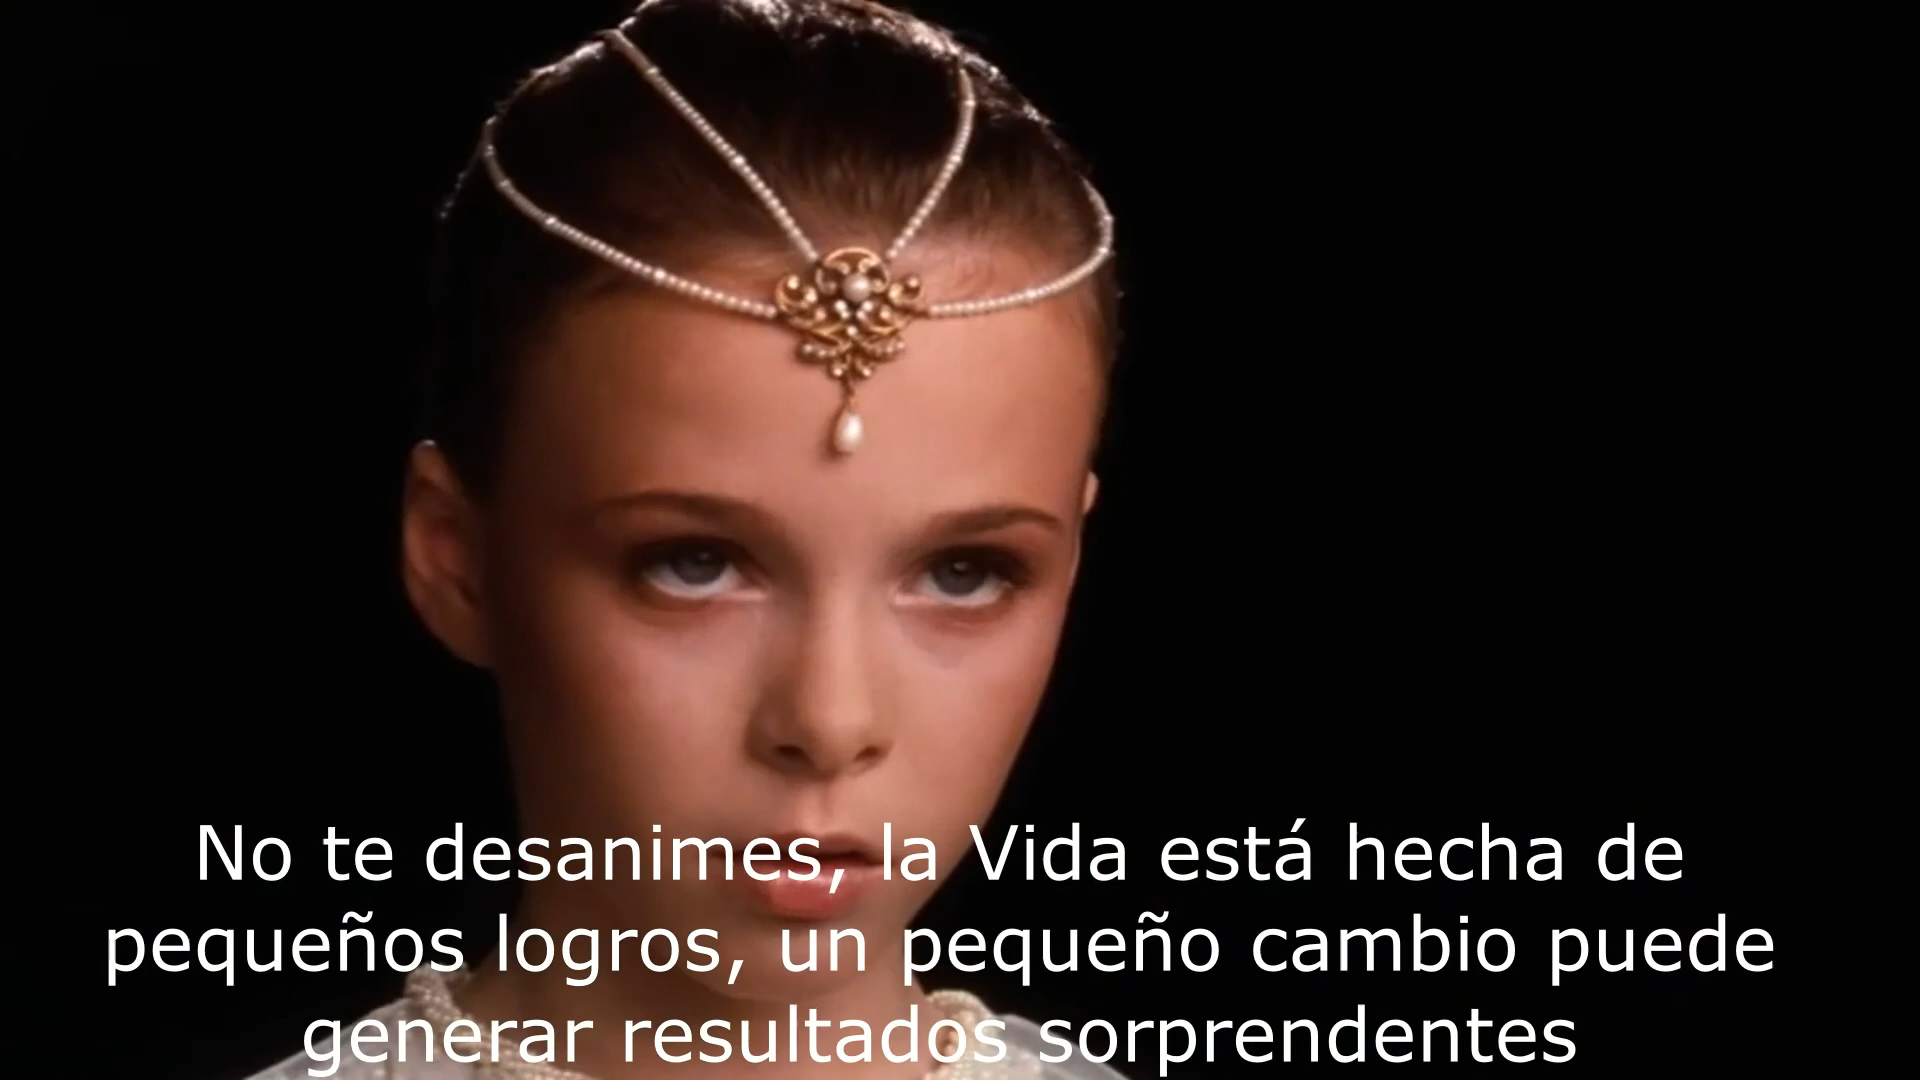 No te desanimes, la Vida está hecha de
pequeños logros, un pequeño cambio puede
generar resultados sorprendentes